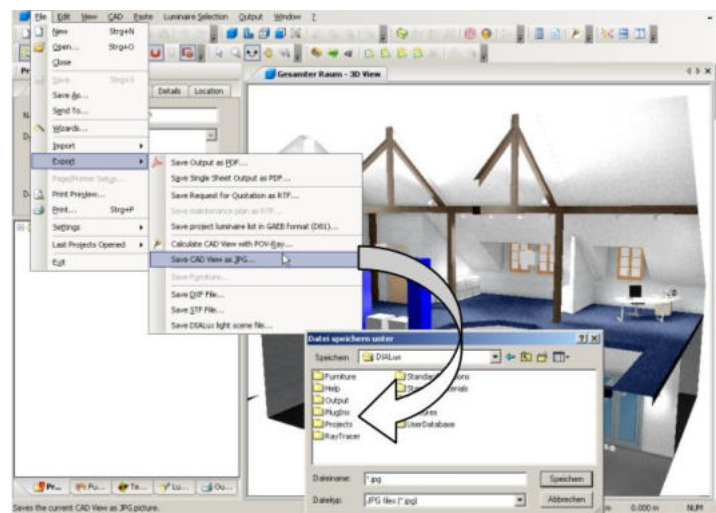 File Edit View CAD Paste Luminaire Selection Output Window ?
New Strg+N
Open... Strg+O
Close
Save Strg+S
Save As...
Send To...
Wizards...
Import
Export
Page/Printer Setup...
Print Preview...
Print... Strg+P
Settings
Last Projects Opened
Exit
Details Location
Gesamter Raum - 3D View
Save Output as PDF...
Save Single Sheet Output as PDF...
Save Request for Quotation as RTF...
Save maintenance plan as RTF...
Save project luminaire list in GAEB format (D81)...
Calculate CAD View with POV-Ray...
Save CAD View as JPG...
Save Furniture...
Save DXF File...
Save STF File...
Save DIALux light scene file...
Datei speichern unter
Speichern DIALux
Furniture
Help
Output
PlugIns
Projects
RayTracer
UserDatabase
Dateiname: *.jpg Speichern
Dateityp: JPG files (*.jpg) Abbrechen
Pr... Fu... Te... Lu... Ou...
Saves the current CAD View as JPG picture. m 0.000 m NUM